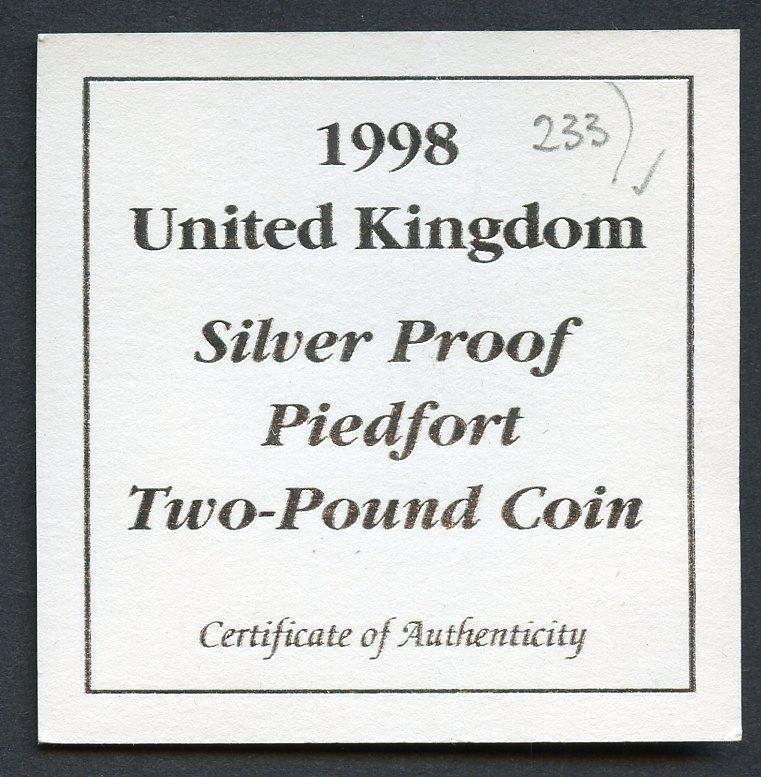 1998
233) ✓
United Kingdom
Silver Proof
Piedfort
Two-Pound Coin
Certificate of Authenticity